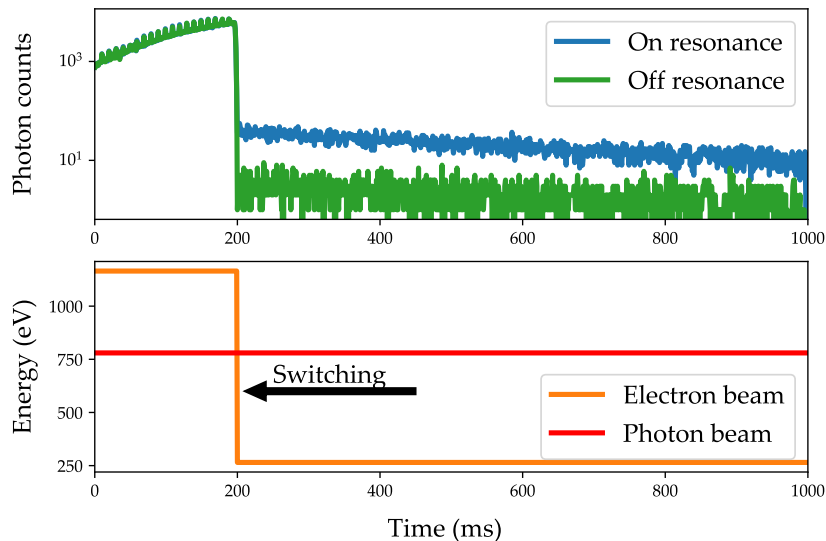 Photon counts
10³
10¹
On resonance
Off resonance
0 200 400 600 800 1000
Energy (eV)
1000
750
500
250
Switching
Electron beam
Photon beam
0 200 400 600 800 1000
Time (ms)